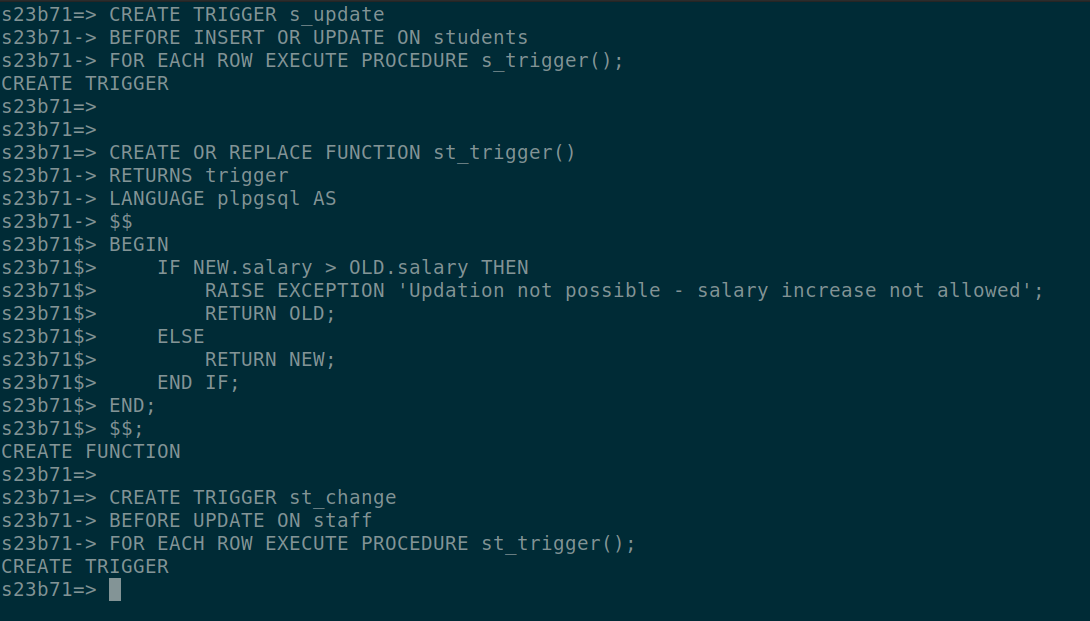 s23b71=> CREATE TRIGGER s_update
s23b71-> BEFORE INSERT OR UPDATE ON students
s23b71-> FOR EACH ROW EXECUTE PROCEDURE s_trigger();
CREATE TRIGGER
s23b71=>
s23b71=>
s23b71=> CREATE OR REPLACE FUNCTION st_trigger()
s23b71-> RETURNS trigger
s23b71-> LANGUAGE plpgsql AS
s23b71-> $$
s23b71$> BEGIN
s23b71$>     IF NEW.salary > OLD.salary THEN
s23b71$>         RAISE EXCEPTION 'Updation not possible - salary increase not allowed';
s23b71$>         RETURN OLD;
s23b71$>     ELSE
s23b71$>         RETURN NEW;
s23b71$>     END IF;
s23b71$> END;
s23b71$> $$;
CREATE FUNCTION
s23b71=>
s23b71=> CREATE TRIGGER st_change
s23b71-> BEFORE UPDATE ON staff
s23b71-> FOR EACH ROW EXECUTE PROCEDURE st_trigger();
CREATE TRIGGER
s23b71=>